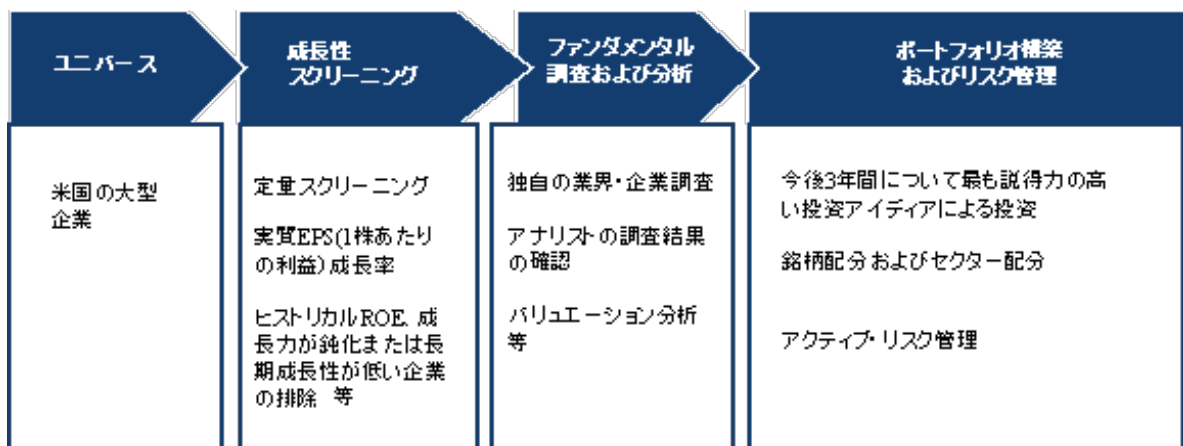 ユニバース
成長性
スクリーニング
ファンダメンタル
調査および分析
ポートフォリオ構築
およびリスク管理
米国の大型
企業
定量スクリーニング
実質EPS(1株あたり
の利益)成長率
ヒストリカルROE、成
長力が鈍化または長
期成長性が低い企業
の排除 等
独自の業界・企業調査
アナリストの調査結果
の確認
バリュエーション分析
等
今後3年間について最も説得力の高
い投資アイディアによる投資
銘柄配分およびセクター配分
アクティブ・リスク管理